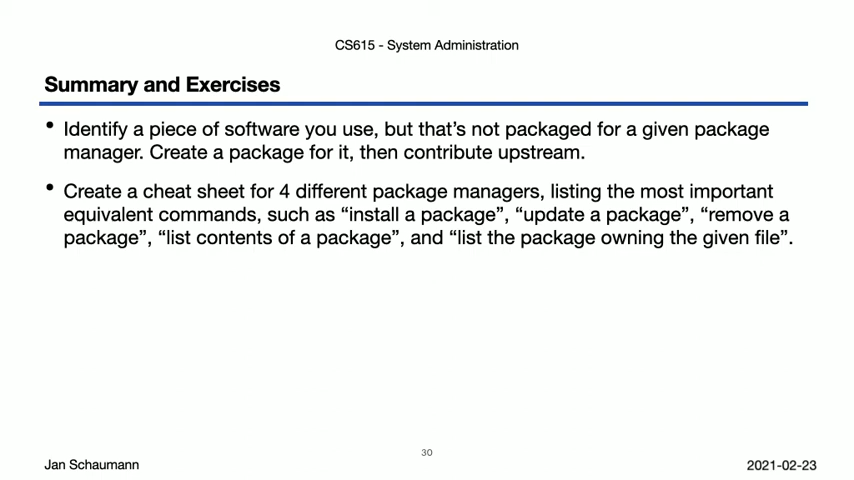 CS615 - System Administration
Summary and Exercises
• Identify a piece of software you use, but that’s not packaged for a given package
manager. Create a package for it, then contribute upstream.
• Create a cheat sheet for 4 different package managers, listing the most important
equivalent commands, such as “install a package”, “update a package”, “remove a
package”, “list contents of a package”, and “list the package owning the given file”.
30
Jan Schaumann
2021-02-23